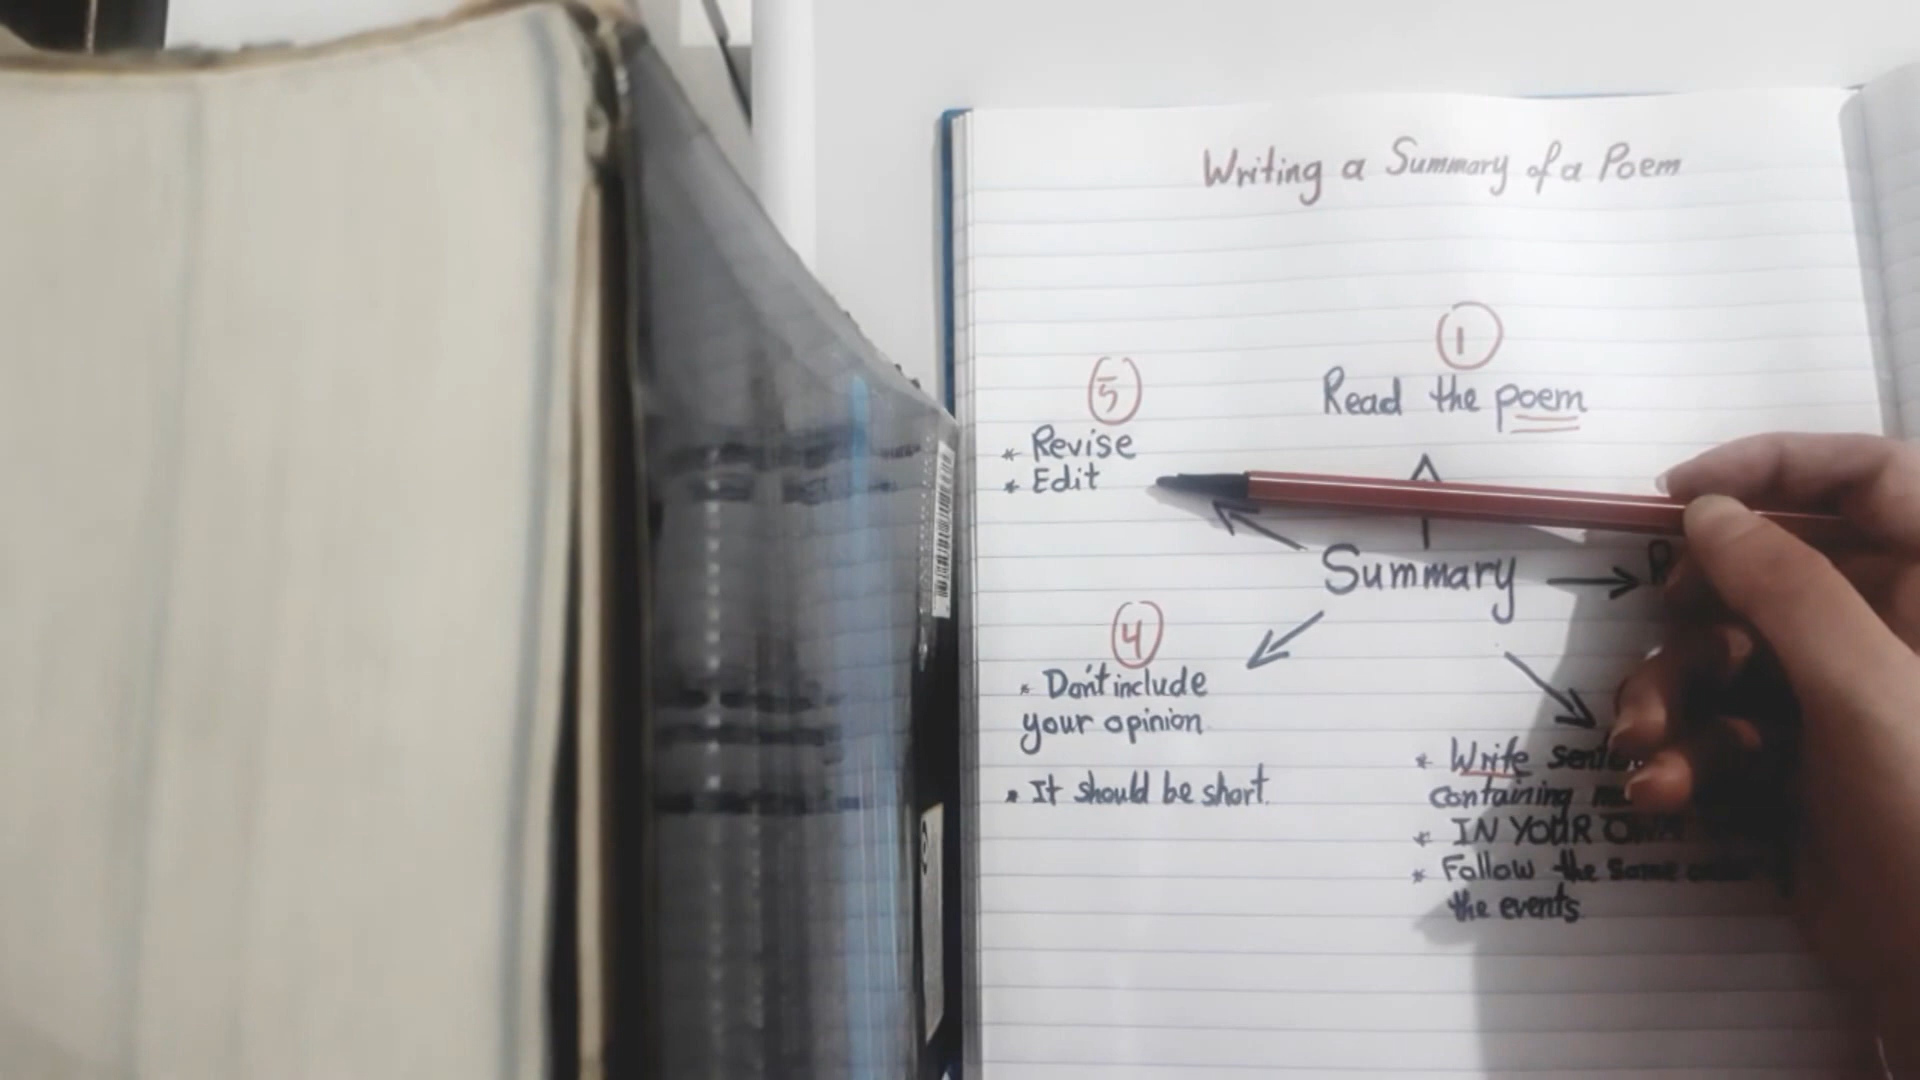 Writing a Summary of a Poem
1
Read the poem
5
* Revise
* Edit
Summary
4
* Don't include
your opinion
* It should be short.
* Write
containing
* IN YOUR
* Follow the same
the events